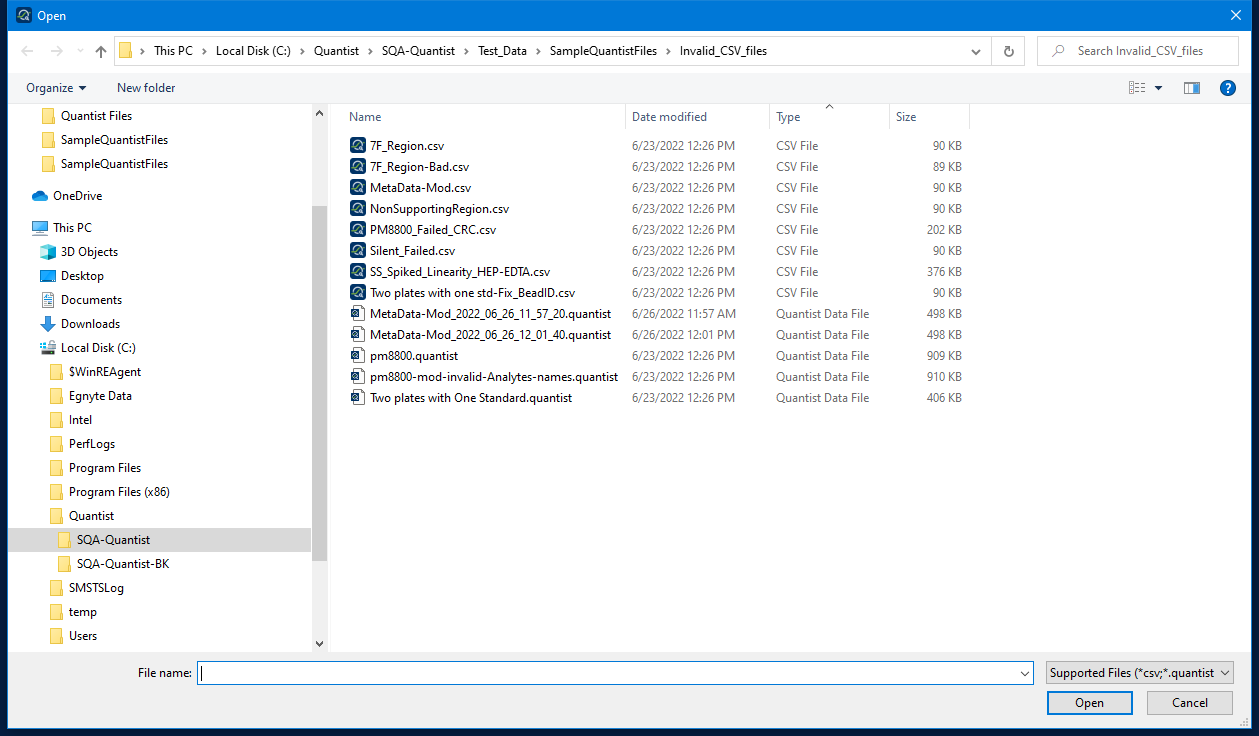 Open
This PC > Local Disk (C:) > Quantist > SQA-Quantist > Test_Data > SampleQuantistFiles > Invalid_CSV_files
Search Invalid_CSV_files
Organize
New folder
?
Quantist Files
SampleQuantistFiles
SampleQuantistFiles
OneDrive
This PC
3D Objects
Desktop
Documents
Downloads
Local Disk (C:)
$WinREAgent
Egnyte Data
Intel
PerfLogs
Program Files
Program Files (x86)
Quantist
SQA-Quantist
SQA-Quantist-BK
SMSTSLog
temp
Users
Name Date modified Type Size
7F_Region.csv 6/23/2022 12:26 PM CSV File 90 KB
7F_Region-Bad.csv 6/23/2022 12:26 PM CSV File 89 KB
MetaData-Mod.csv 6/23/2022 12:26 PM CSV File 90 KB
NonSupportingRegion.csv 6/23/2022 12:26 PM CSV File 90 KB
PM8800_Failed_CRC.csv 6/23/2022 12:26 PM CSV File 202 KB
Silent_Failed.csv 6/23/2022 12:26 PM CSV File 90 KB
SS_Spiked_Linearity_HEP-EDTA.csv 6/23/2022 12:26 PM CSV File 376 KB
Two plates with one std-Fix_BeadID.csv 6/23/2022 12:26 PM CSV File 90 KB
MetaData-Mod_2022_06_26_11_57_20.quantist 6/26/2022 11:57 AM Quantist Data File 498 KB
MetaData-Mod_2022_06_26_12_01_40.quantist 6/26/2022 12:01 PM Quantist Data File 498 KB
pm8800.quantist 6/23/2022 12:26 PM Quantist Data File 909 KB
pm8800-mod-invalid-Analytes-names.quantist 6/23/2022 12:26 PM Quantist Data File 910 KB
Two plates with One Standard.quantist 6/23/2022 12:26 PM Quantist Data File 406 KB
File name:
Supported Files (*csv;*.quantist
Open
Cancel